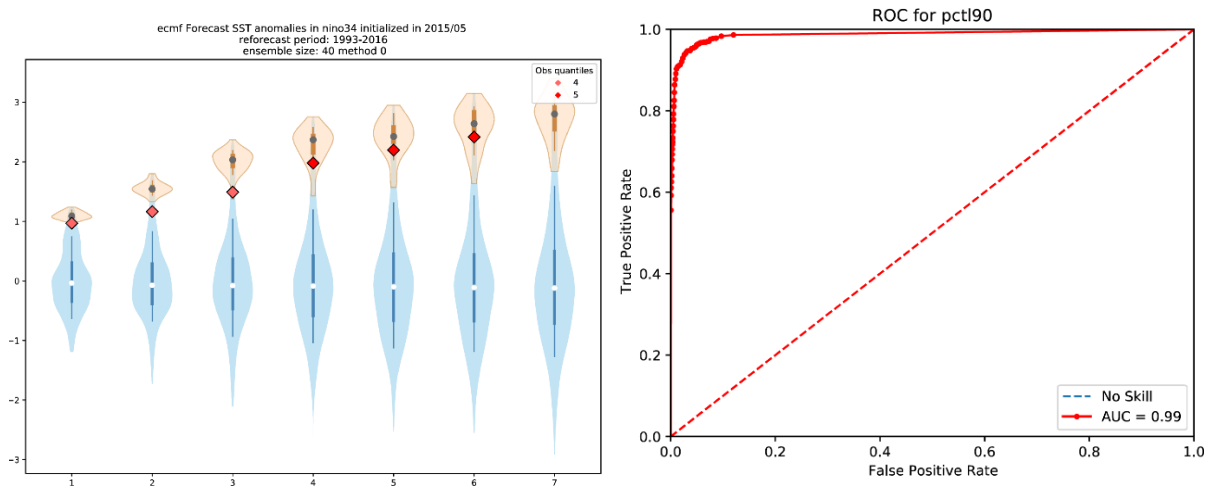 ecmf Forecast SST anomalies in nino34 initialized in 2015/05
reforecast period: 1993-2016
ensemble size: 40 method 0
Obs quantiles
4
5
3
2
1
0
−1
−2
−3
1 2 3 4 5 6 7
ROC for pctl90
1.0
0.8
0.6
0.4
0.2
0.0
True Positive Rate
No Skill
AUC = 0.99
0.0 0.2 0.4 0.6 0.8 1.0
False Positive Rate